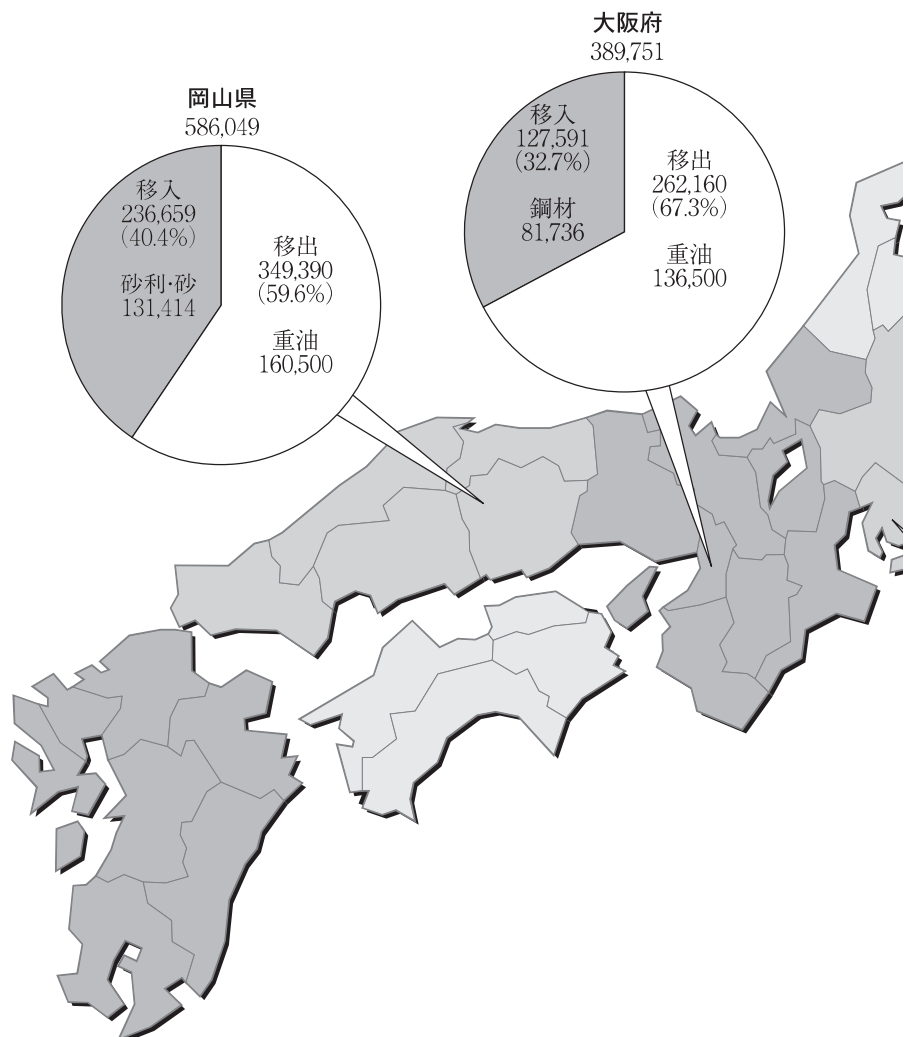 大阪府
389,751
移入
127,591
(32.7%)
鋼材
81,736
移出
262,160
(67.3%)
重油
136,500
岡山県
586,049
移入
236,659
(40.4%)
砂利・砂
131,414
移出
349,390
(59.6%)
重油
160,500